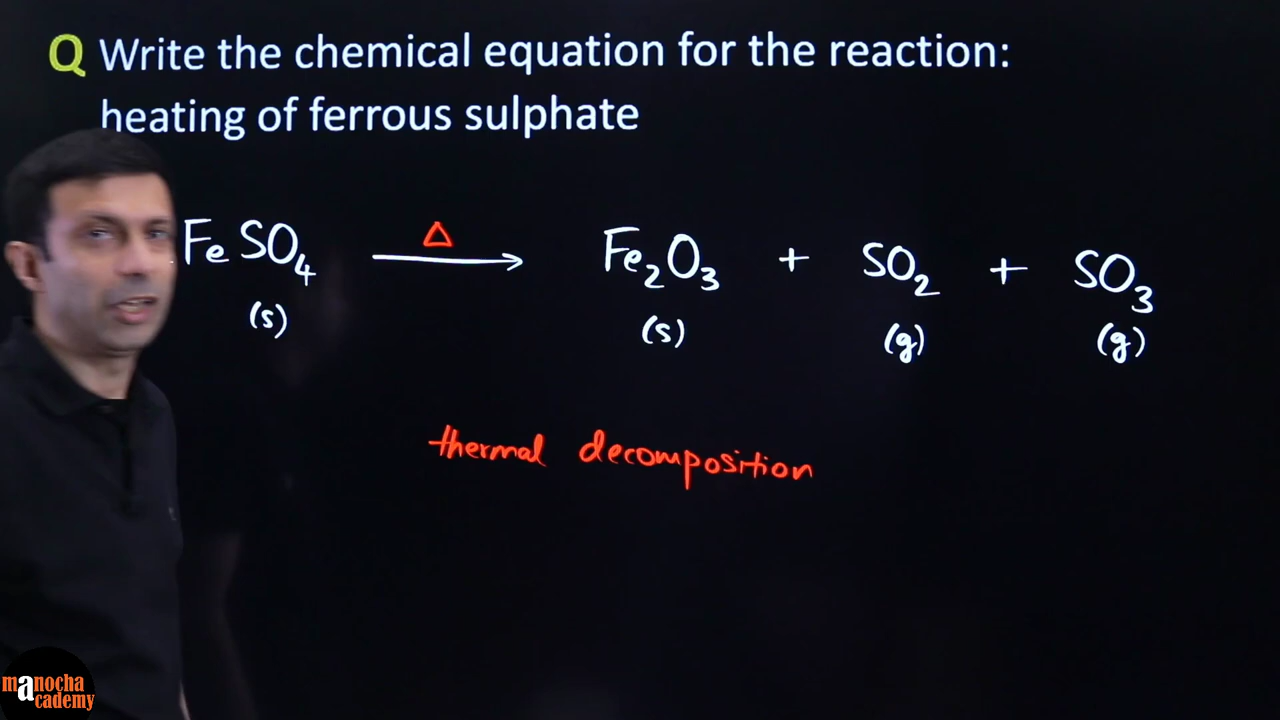 Q Write the chemical equation for the reaction:
heating of ferrous sulphate
FeSO₄ Δ→ Fe₂O₃ + SO₂ + SO₃
(s) (s) (g) (g)
thermal decomposition
manocha
academy